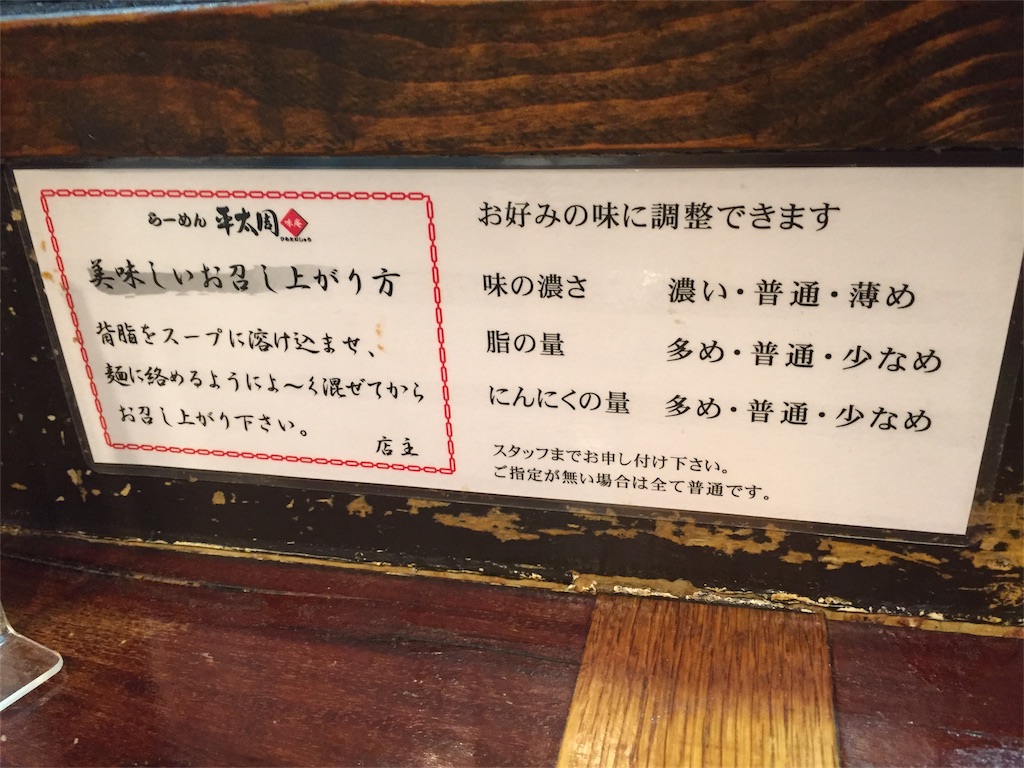 らーめん 平太周 味庵
美味しいお召し上がり方
背脂をスープに溶け込ませ、
麺に絡めるようによ〜く混ぜてから
お召し上がり下さい。
店主
お好みの味に調整できます
味の濃さ 濃い・普通・薄め
脂の量 多め・普通・少なめ
にんにくの量 多め・普通・少なめ
スタッフまでお申し付け下さい。
ご指定が無い場合は全て普通です。